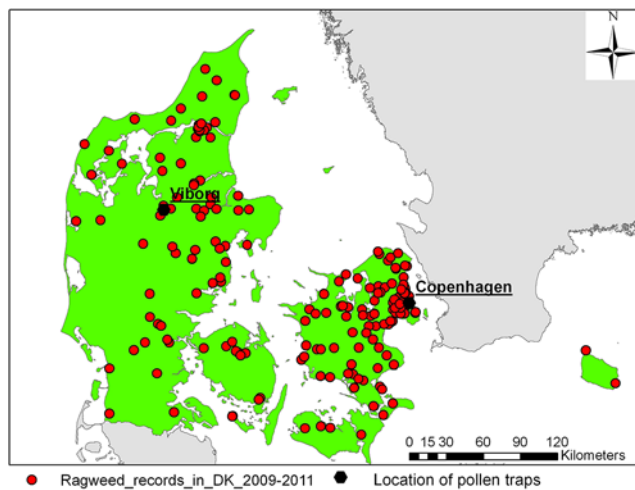 N
Viborg
Copenhagen
0 15 30 60 90 120
Kilometers
Ragweed_records_in_DK_2009-2011 Location of pollen traps